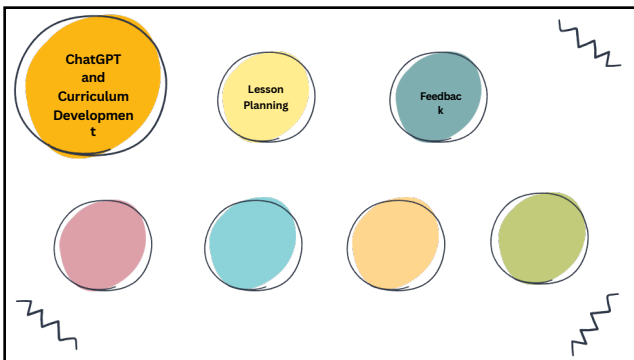 ChatGPT
and
Curriculum
Developmen
t
Lesson
Planning
Feedbac
k